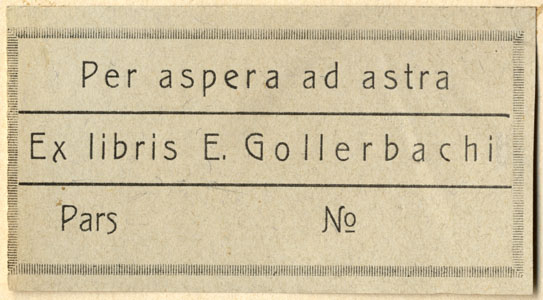 Per aspera ad astra
Ex libris E. Gollerbachi
Pars №